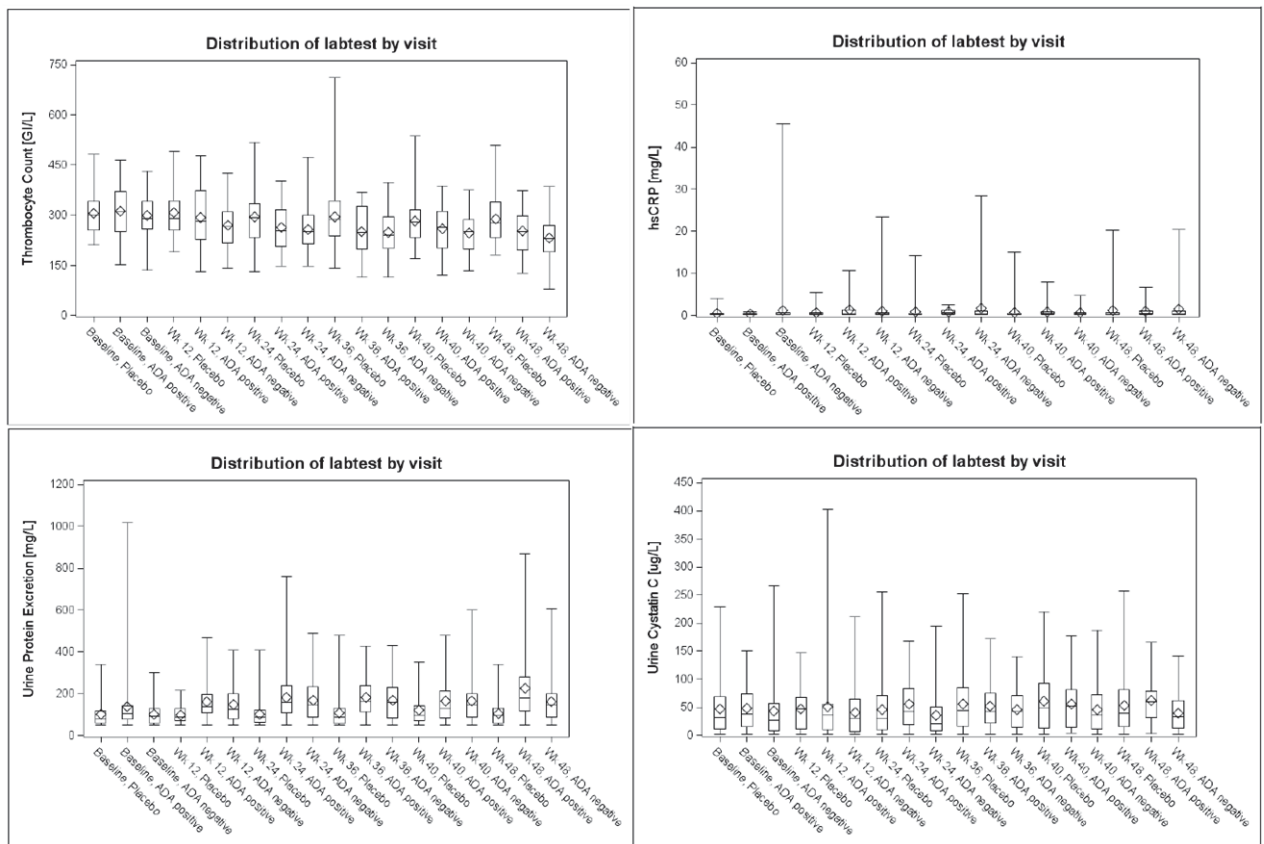 Distribution of labtest by visit
Thrombocyte Count [GI/L]
750
600
450
300
150
0
Baseline, Placebo
Baseline, ADA positive
Baseline, ADA negative
Wk 12, Placebo
Wk 12, ADA positive
Wk 12, ADA negative
Wk 24, Placebo
Wk 24, ADA positive
Wk 24, ADA negative
Wk 36, Placebo
Wk 36, ADA positive
Wk 36, ADA negative
Wk 40, Placebo
Wk 40, ADA positive
Wk 40, ADA negative
Wk 48, Placebo
Wk 48, ADA positive
Wk 48, ADA negative
Distribution of labtest by visit
hsCRP [mg/L]
60
50
40
30
20
10
0
Baseline, Placebo
Baseline, ADA positive
Baseline, ADA negative
Wk 12, Placebo
Wk 12, ADA positive
Wk 12, ADA negative
Wk 24, Placebo
Wk 24, ADA positive
Wk 24, ADA negative
Wk 40, Placebo
Wk 40, ADA positive
Wk 40, ADA negative
Wk 48, Placebo
Wk 48, ADA positive
Wk 48, ADA negative
Distribution of labtest by visit
Urine Protein Excretion [mg/L]
1200
1000
800
600
400
200
0
Baseline, Placebo
Baseline, ADA positive
Baseline, ADA negative
Wk 12, Placebo
Wk 12, ADA positive
Wk 12, ADA negative
Wk 24, Placebo
Wk 24, ADA positive
Wk 24, ADA negative
Wk 36, Placebo
Wk 36, ADA positive
Wk 36, ADA negative
Wk 40, Placebo
Wk 40, ADA positive
Wk 40, ADA negative
Wk 48, Placebo
Wk 48, ADA positive
Wk 48, ADA negative
Distribution of labtest by visit
Urine Cystatin C [ug/L]
450
400
350
300
250
200
150
100
50
0
Baseline, Placebo
Baseline, ADA positive
Baseline, ADA negative
Wk 12, Placebo
Wk 12, ADA positive
Wk 12, ADA negative
Wk 24, Placebo
Wk 24, ADA positive
Wk 24, ADA negative
Wk 36, Placebo
Wk 36, ADA positive
Wk 36, ADA negative
Wk 40, Placebo
Wk 40, ADA positive
Wk 40, ADA negative
Wk 48, Placebo
Wk 48, ADA positive
Wk 48, ADA negative